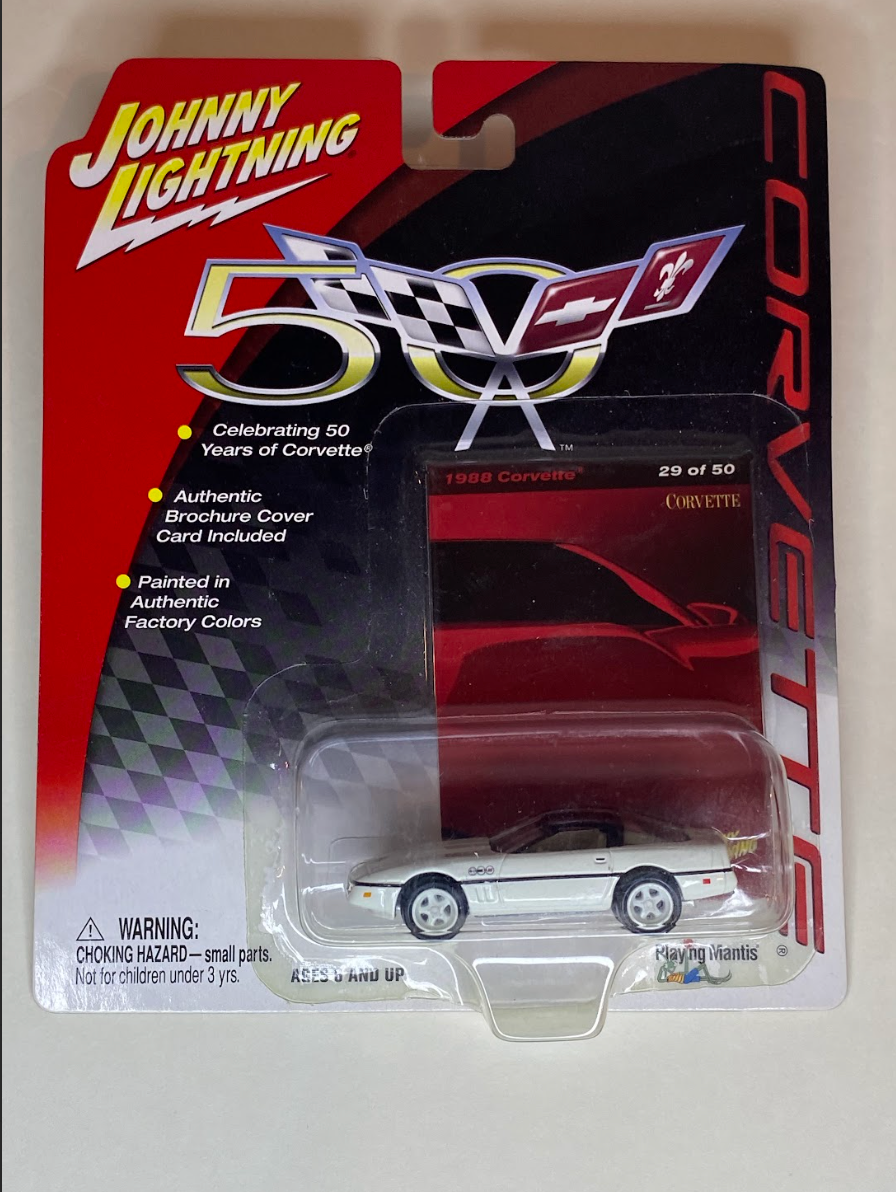 JOHNNY
LIGHTNING
50
Celebrating 50
Years of Corvette®
TM
Authentic
Brochure Cover
Card Included
Painted in
Authentic
Factory Colors
1988 Corvette
29 of 50
CORVETTE
CORVETTE
WARNING:
CHOKING HAZARD — small parts.
Not for children under 3 yrs.
AGES 6 AND UP
Playing Mantis®